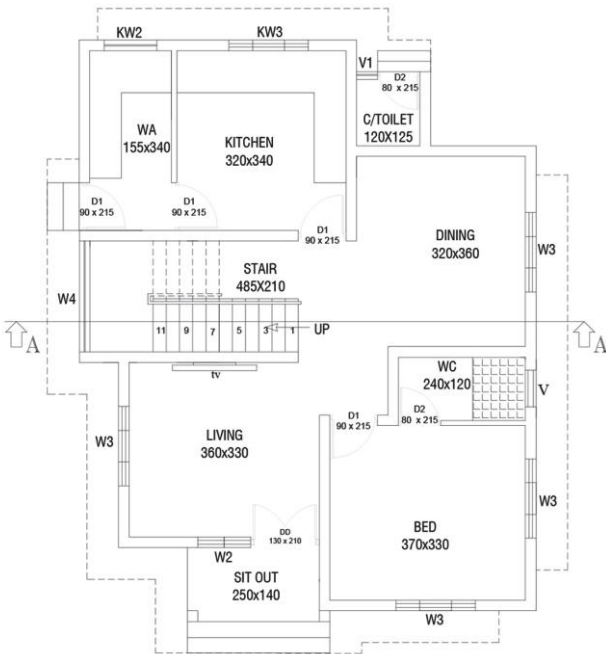 KW2
KW3
V1
D2
80 x 215
C/TOILET
120X125
WA
155x340
KITCHEN
320x340
D1
90 x 215
D1
90 x 215
D1
90 x 215
DINING
320x360
W3
STAIR
485X210
W4
A
11
9
7
5
3
1
UP
A
tv
WC
240x120
V
D1
90 x 215
D2
80 x 215
W3
LIVING
360x330
W3
DD
130 x 210
BED
370x330
W2
SIT OUT
250x140
W3